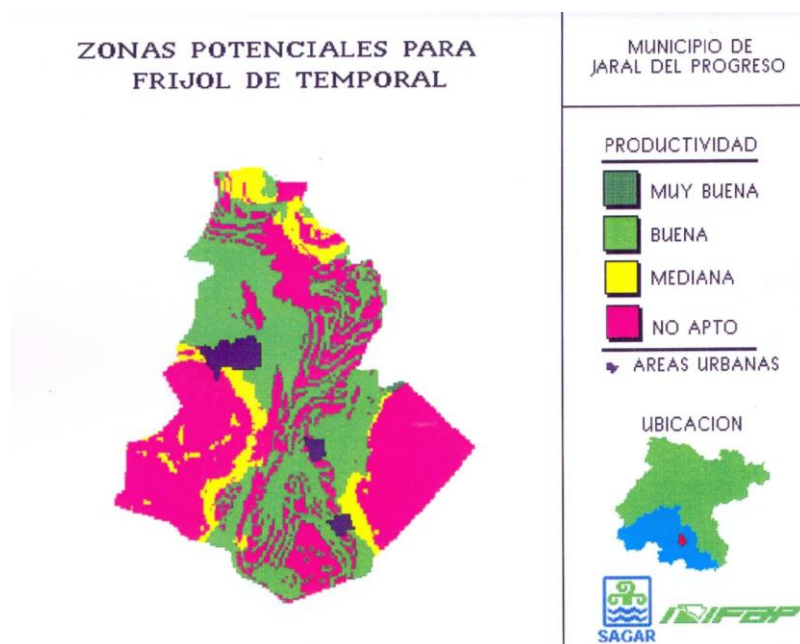 ZONAS POTENCIALES PARA
FRIJOL DE TEMPORAL
MUNICIPIO DE
JARAL DEL PROGRESO
PRODUCTIVIDAD
MUY BUENA
BUENA
MEDIANA
NO APTO
AREAS URBANAS
UBICACION
SAGAR
INIFAP